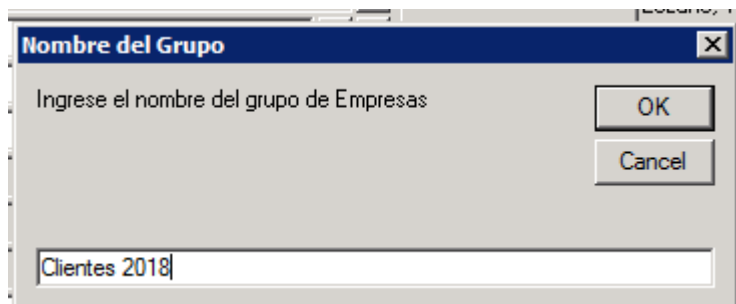 Nombre del Grupo
Ingrese el nombre del grupo de Empresas
OK
Cancel
Clientes 2018